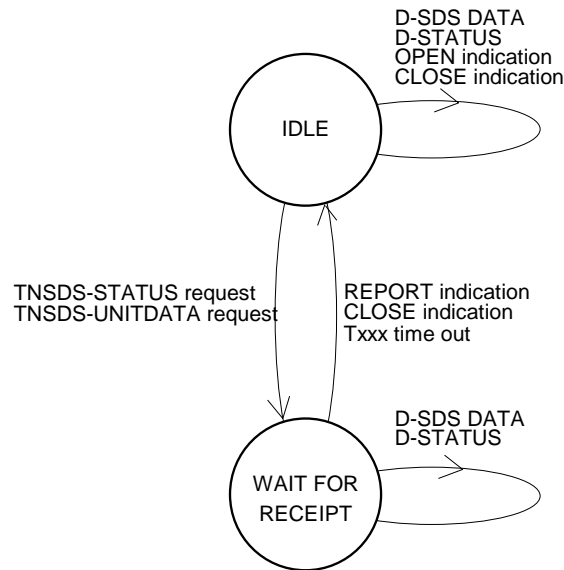 D-SDS DATA
D-STATUS
OPEN indication
CLOSE indication
IDLE
TNSDS-STATUS request
TNSDS-UNITDATA request
REPORT indication
CLOSE indication
Txxx time out
D-SDS DATA
D-STATUS
WAIT FOR
RECEIPT